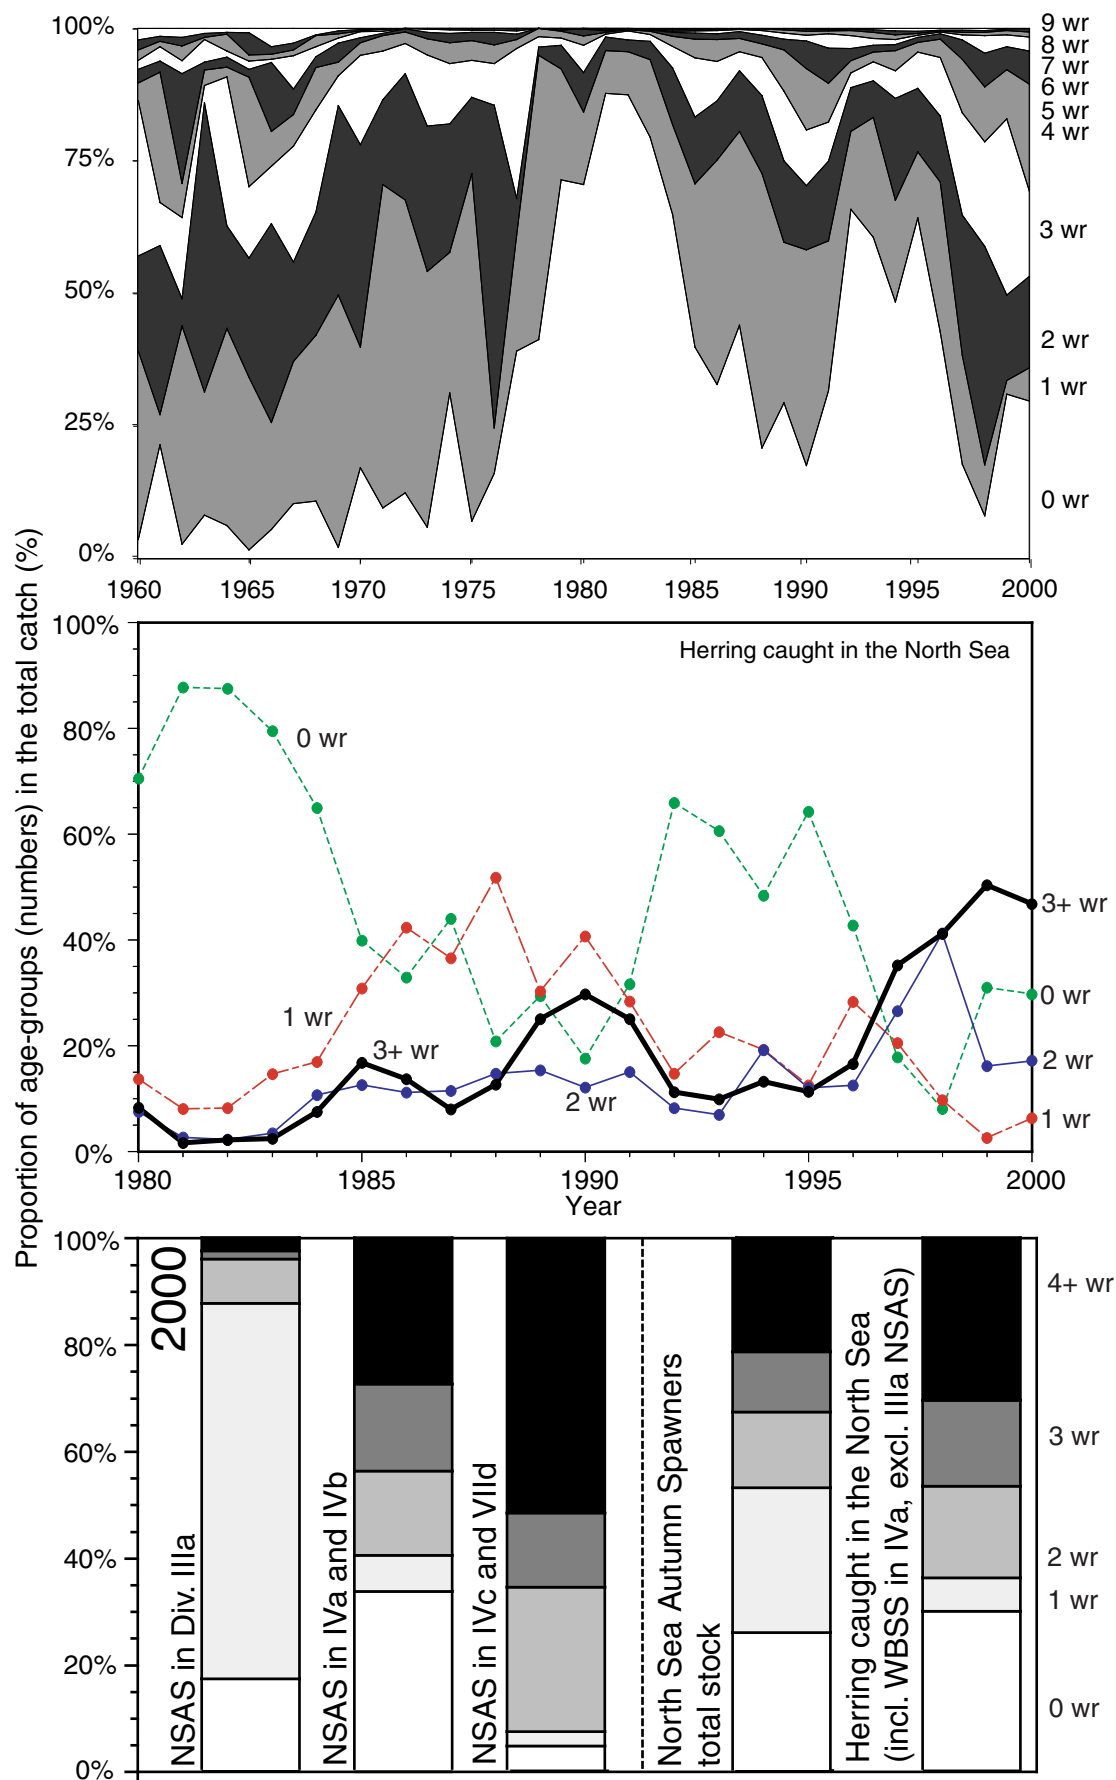 Proportion of age-groups (numbers) in the total catch (%)
100%
75%
50%
25%
0%
9 wr
8 wr
7 wr
6 wr
5 wr
4 wr
3 wr
2 wr
1 wr
0 wr
1960 1965 1970 1975 1980 1985 1990 1995 2000
100%
80%
60%
40%
20%
0%
Herring caught in the North Sea
0 wr
1 wr
3+ wr
2 wr
3+ wr
0 wr
2 wr
1 wr
1980 1985 1990 1995 2000
Year
100%
80%
60%
40%
20%
0%
2000
NSAS in Div. IIIa
NSAS in IVa and IVb
NSAS in IVc and VIId
North Sea Autumn Spawners
total stock
Herring caught in the North Sea
(incl. WBSS in IVa, excl. IIIa NSAS)
4+ wr
3 wr
2 wr
1 wr
0 wr